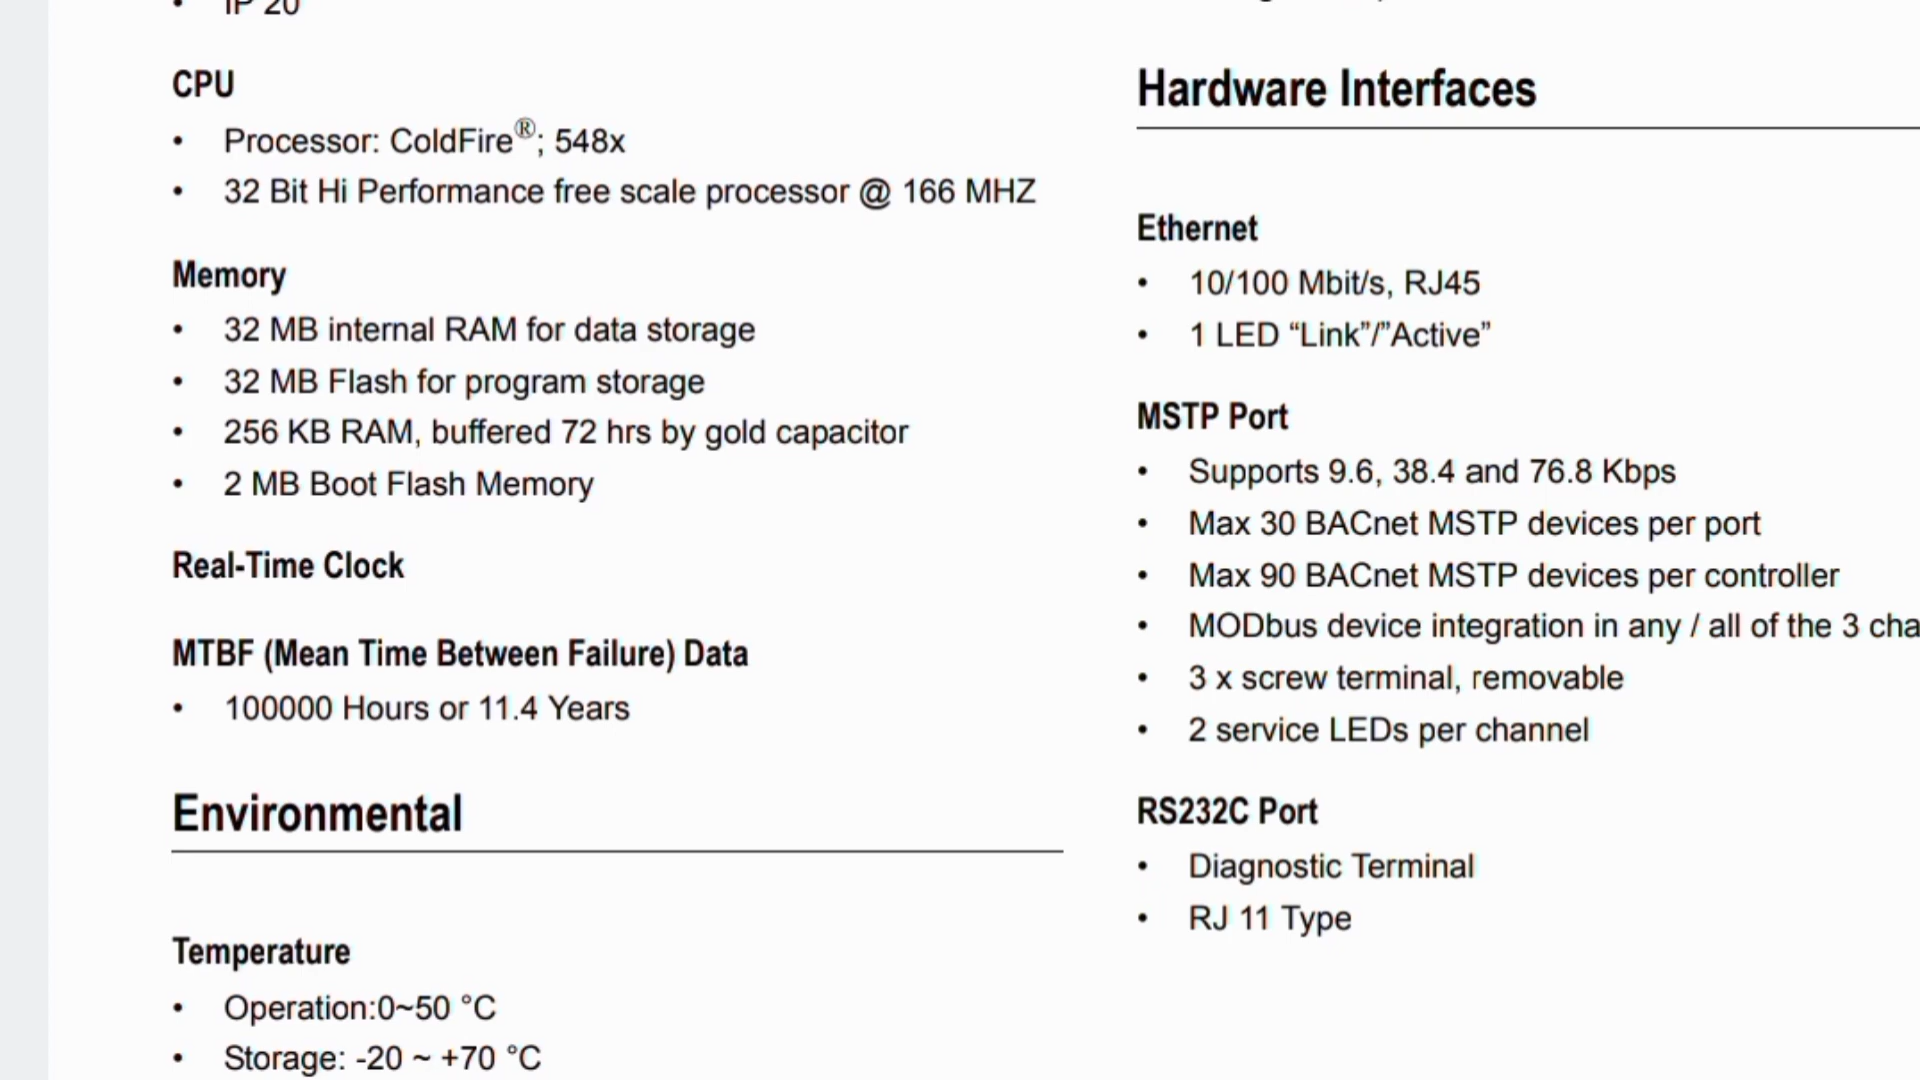 • IP 20
CPU
• Processor: ColdFire®; 548x
• 32 Bit Hi Performance free scale processor @ 166 MHZ
Memory
• 32 MB internal RAM for data storage
• 32 MB Flash for program storage
• 256 KB RAM, buffered 72 hrs by gold capacitor
• 2 MB Boot Flash Memory
Real-Time Clock
MTBF (Mean Time Between Failure) Data
• 100000 Hours or 11.4 Years
Environmental
Temperature
• Operation:0~50 °C
• Storage: -20 ~ +70 °C
Hardware Interfaces
Ethernet
• 10/100 Mbit/s, RJ45
• 1 LED “Link”/”Active”
MSTP Port
• Supports 9.6, 38.4 and 76.8 Kbps
• Max 30 BACnet MSTP devices per port
• Max 90 BACnet MSTP devices per controller
• MODbus device integration in any / all of the 3 cha
• 3 x screw terminal, removable
• 2 service LEDs per channel
RS232C Port
• Diagnostic Terminal
• RJ 11 Type